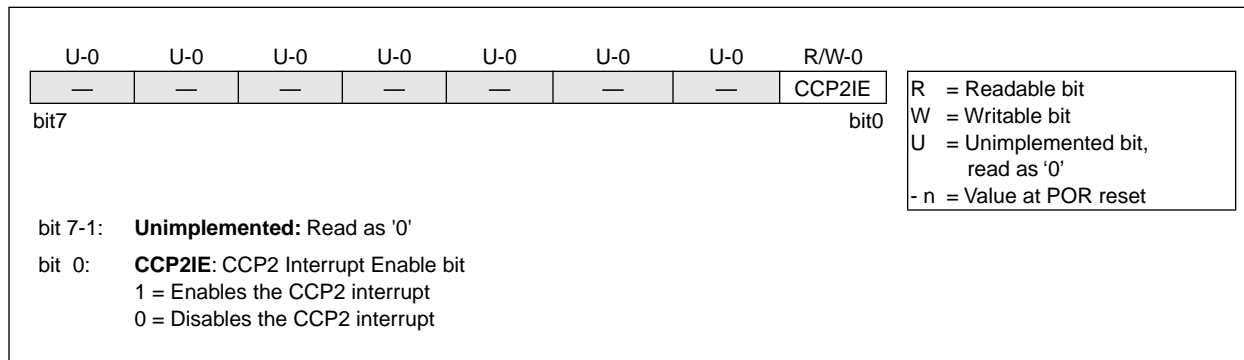 U-0 U-0 U-0 U-0 U-0 U-0 U-0 R/W-0
— — — — — — — CCP2IE
bit7 bit0
R = Readable bit
W = Writable bit
U = Unimplemented bit,
read as ‘0’
- n = Value at POR reset
bit 7-1: Unimplemented: Read as '0'
bit 0: CCP2IE: CCP2 Interrupt Enable bit
1 = Enables the CCP2 interrupt
0 = Disables the CCP2 interrupt